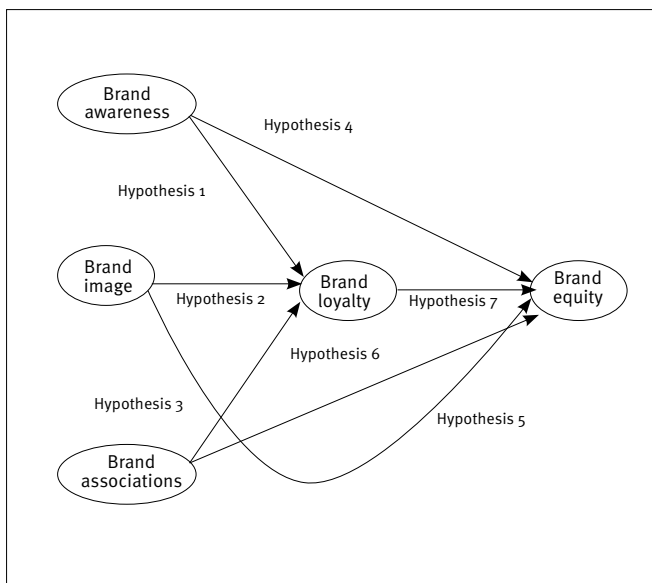 Brand
awareness
Hypothesis 4
Hypothesis 1
Brand
image
Hypothesis 2
Brand
loyalty
Hypothesis 7
Brand
equity
Hypothesis 6
Hypothesis 3
Hypothesis 5
Brand
associations